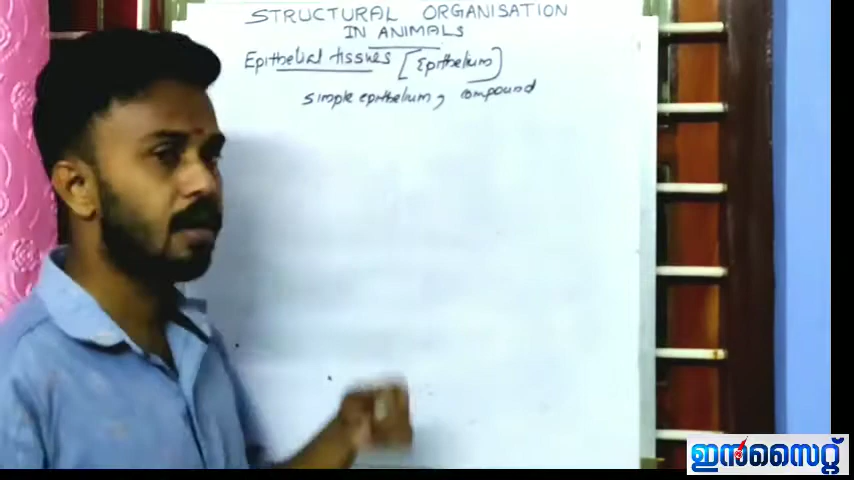 STRUCTURAL ORGANISATION
IN ANIMALS
Epithelial tissues [Epithelium]
simple epithelium, compound
ഇൻസൈറ്റ്